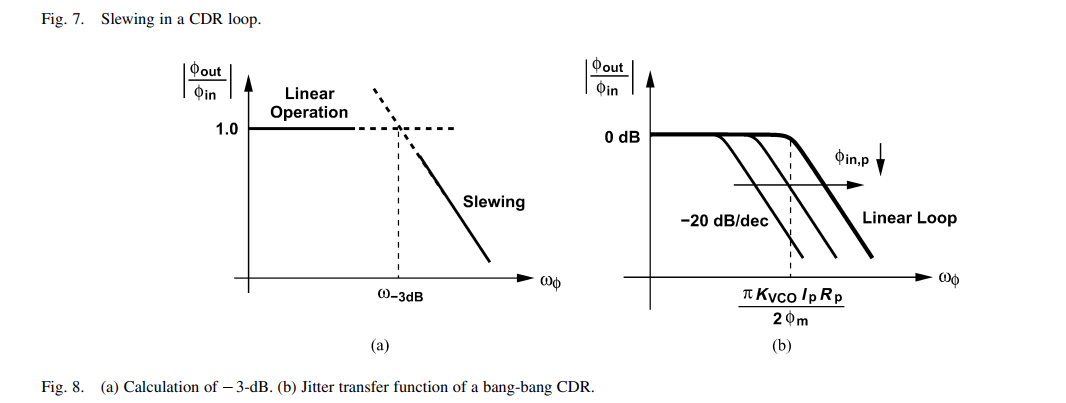 Fig. 7. Slewing in a CDR loop.
|ϕout / ϕin|
Linear
Operation
1.0
Slewing
ωϕ
ω−3dB
(a)
|ϕout / ϕin|
0 dB
ϕin,p ↓
−20 dB/dec
Linear Loop
ωϕ
π KVCO Ip Rp
2 ϕm
(b)
Fig. 8. (a) Calculation of −3-dB. (b) Jitter transfer function of a bang-bang CDR.